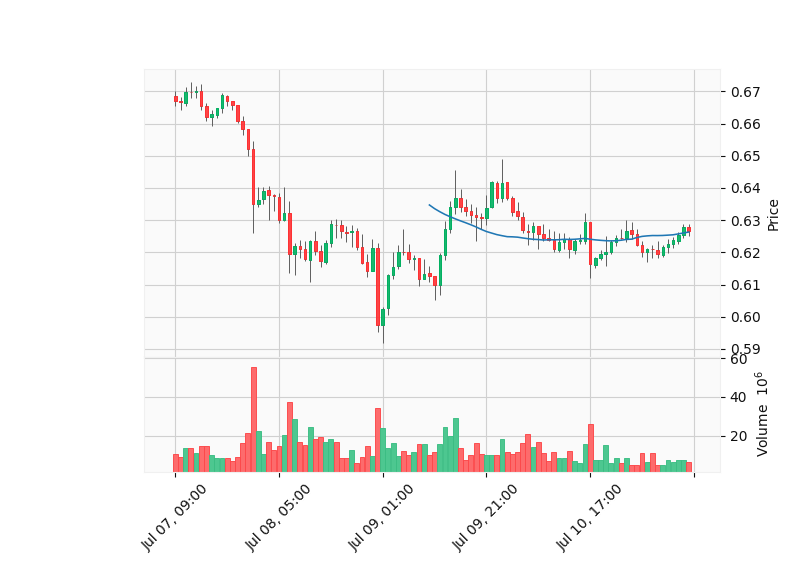 0.67
0.66
0.65
0.64
0.63
0.62
0.61
0.60
0.59
Price
60
40
20
Volume 10^6
Jul 07, 09:00
Jul 08, 05:00
Jul 09, 01:00
Jul 09, 21:00
Jul 10, 17:00